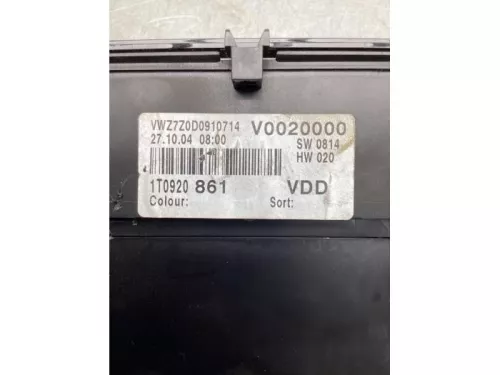 VWZ7Z0D0910714 V0020000
27.10.04 08:00 SW 0814
HW 020
1T0920 861 VDD
Colour: Sort: